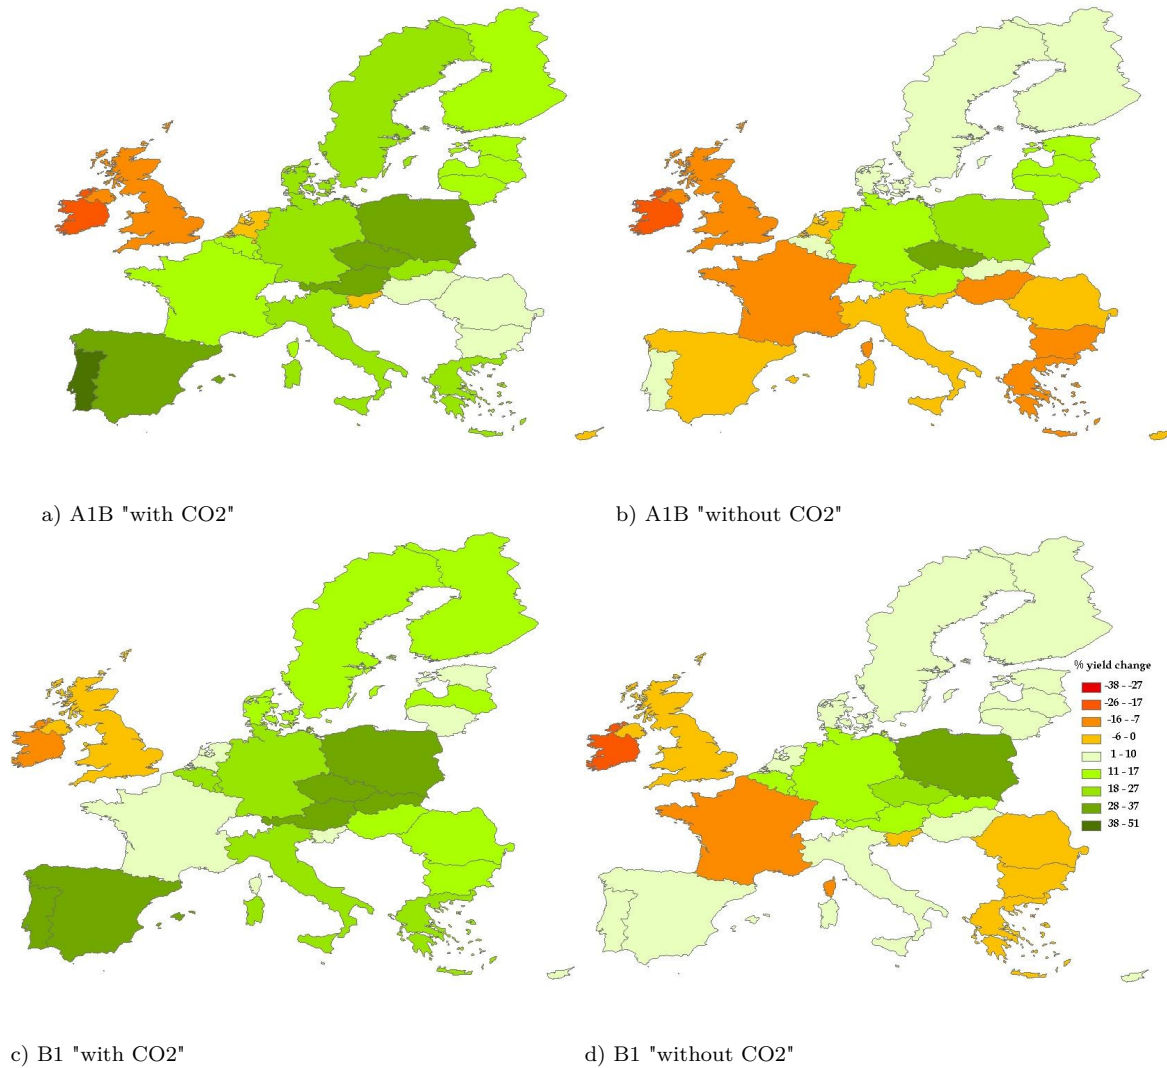 a) A1B "with CO2"
b) A1B "without CO2"
% yield change
-38 - -27
-26 - -17
-16 - -7
-6 - 0
1 - 10
11 - 17
18 - 27
28 - 37
38 - 51
c) B1 "with CO2"
d) B1 "without CO2"